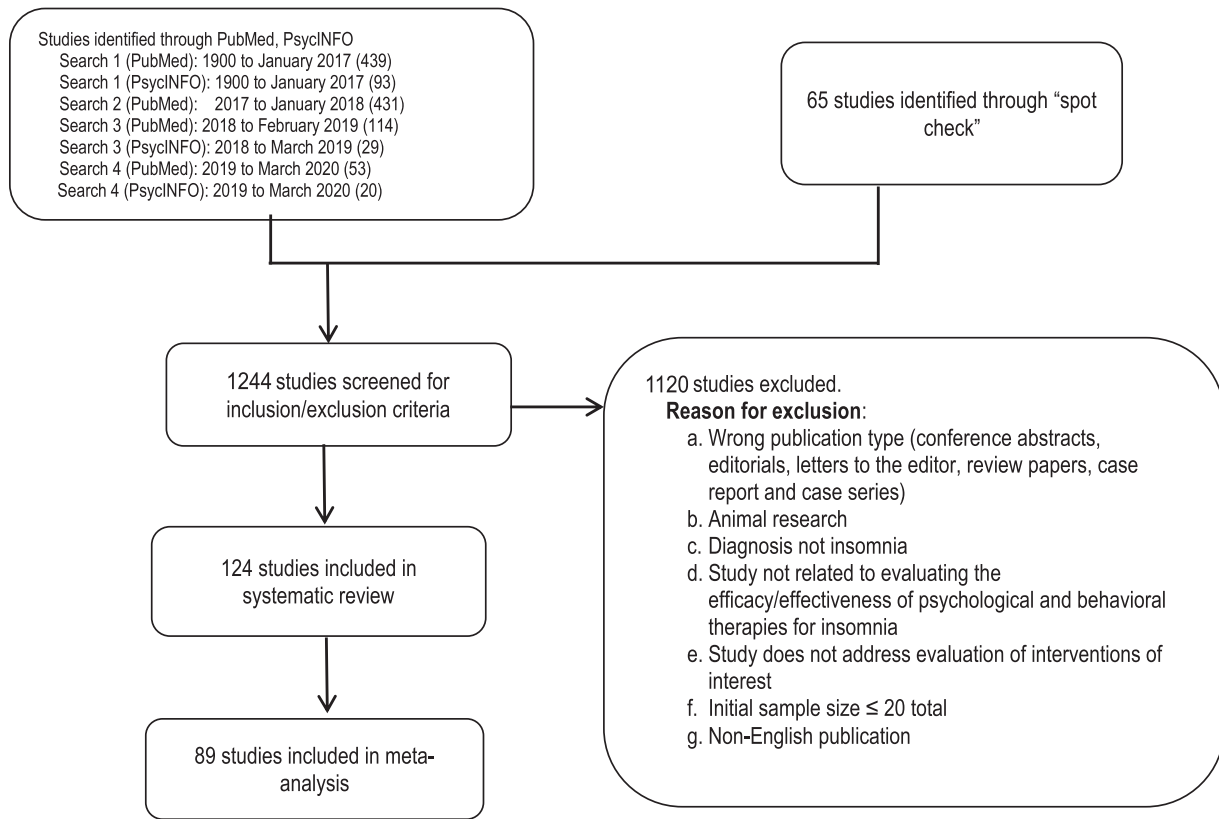 Studies identified through PubMed, PsycINFO
Search 1 (PubMed): 1900 to January 2017 (439)
Search 1 (PsycINFO): 1900 to January 2017 (93)
Search 2 (PubMed): 2017 to January 2018 (431)
Search 3 (PubMed): 2018 to February 2019 (114)
Search 3 (PsycINFO): 2018 to March 2019 (29)
Search 4 (PubMed): 2019 to March 2020 (53)
Search 4 (PsycINFO): 2019 to March 2020 (20)
65 studies identified through “spot
check”
1244 studies screened for
inclusion/exclusion criteria
1120 studies excluded.
Reason for exclusion:
a. Wrong publication type (conference abstracts,
editorials, letters to the editor, review papers, case
report and case series)
b. Animal research
c. Diagnosis not insomnia
d. Study not related to evaluating the
efficacy/effectiveness of psychological and behavioral
therapies for insomnia
e. Study does not address evaluation of interventions of
interest
f. Initial sample size ≤ 20 total
g. Non-English publication
124 studies included in
systematic review
89 studies included in meta-
analysis